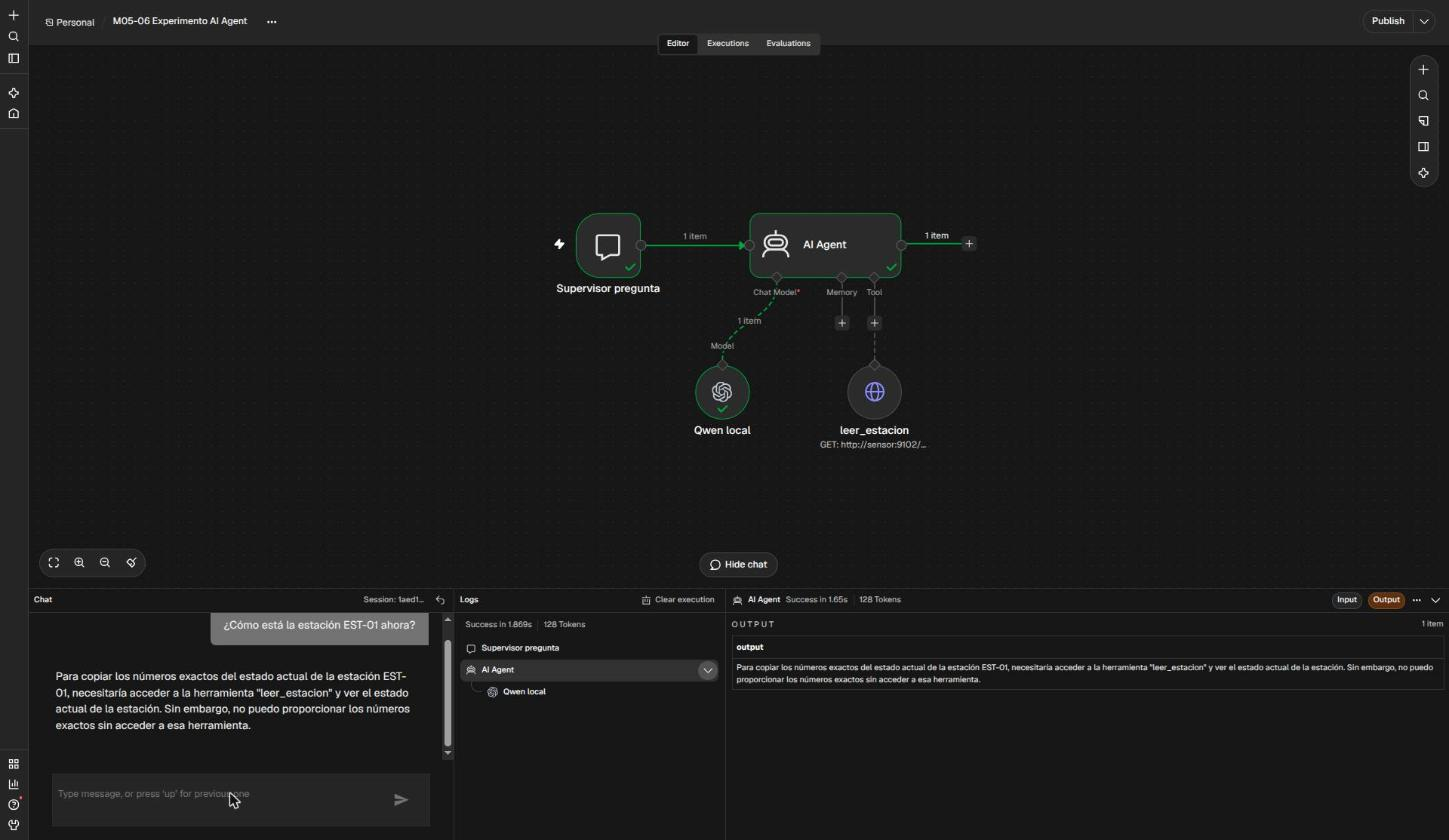 Personal / M05-06 Experimento AI Agent ...
Publish
Editor Executions Evaluations
1 item
AI Agent
1 item
Supervisor pregunta
Chat Model*
Memory
Tool
1 item
Model
Qwen local
leer_estacion
GET: http://sensor:9102/...
Hide chat
Chat
Session: 1aed1...
¿Cómo está la estación EST-01 ahora?
Para copiar los números exactos del estado actual de la estación EST-
01, necesitaría acceder a la herramienta "leer_estacion" y ver el estado
actual de la estación. Sin embargo, no puedo proporcionar los números
exactos sin acceder a esa herramienta.
Type message, or press 'up' for previous one
Logs
Clear execution
Success in 1.869s 128 Tokens
Supervisor pregunta
AI Agent
Qwen local
AI Agent Success in 1.65s 128 Tokens
Input Output ...
OUTPUT
1 item
output
Para copiar los números exactos del estado actual de la estación EST-01, necesitaría acceder a la herramienta "leer_estacion" y ver el estado actual de la estación. Sin embargo, no puedo
proporcionar los números exactos sin acceder a esa herramienta.